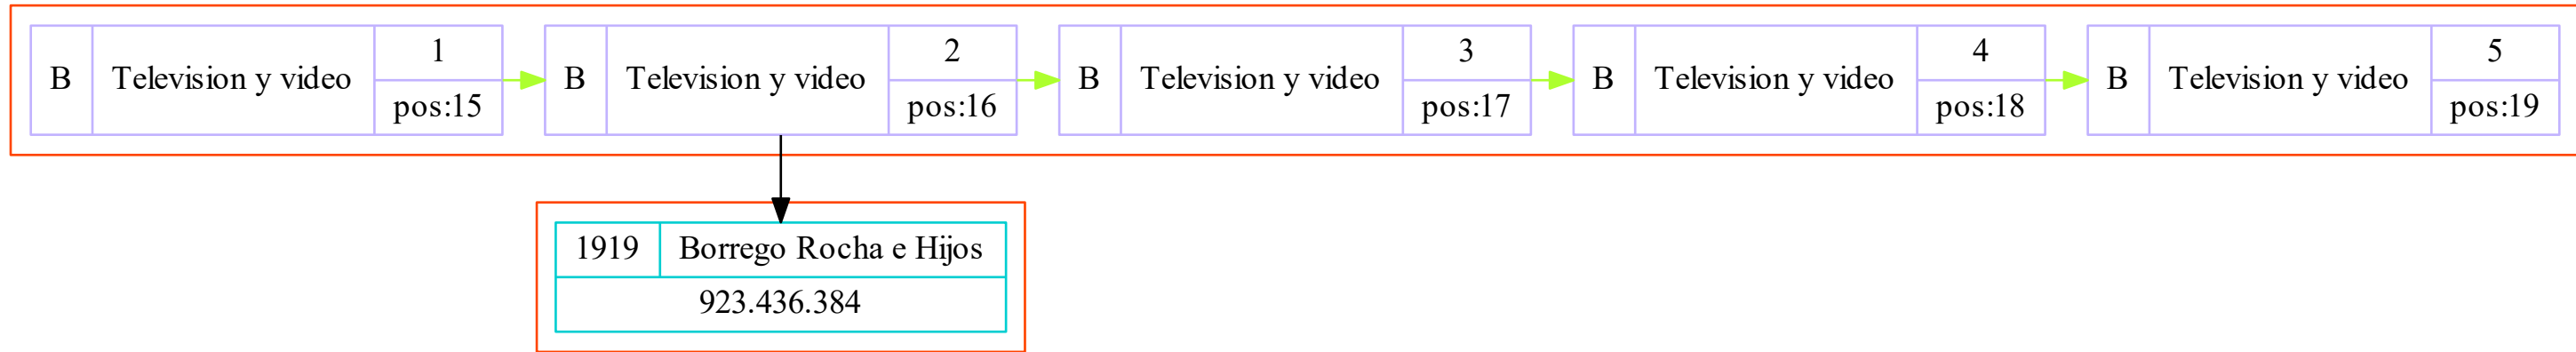 B Television y video 1 pos:15
B Television y video 2 pos:16
B Television y video 3 pos:17
B Television y video 4 pos:18
B Television y video 5 pos:19
1919 Borrego Rocha e Hijos
923.436.384